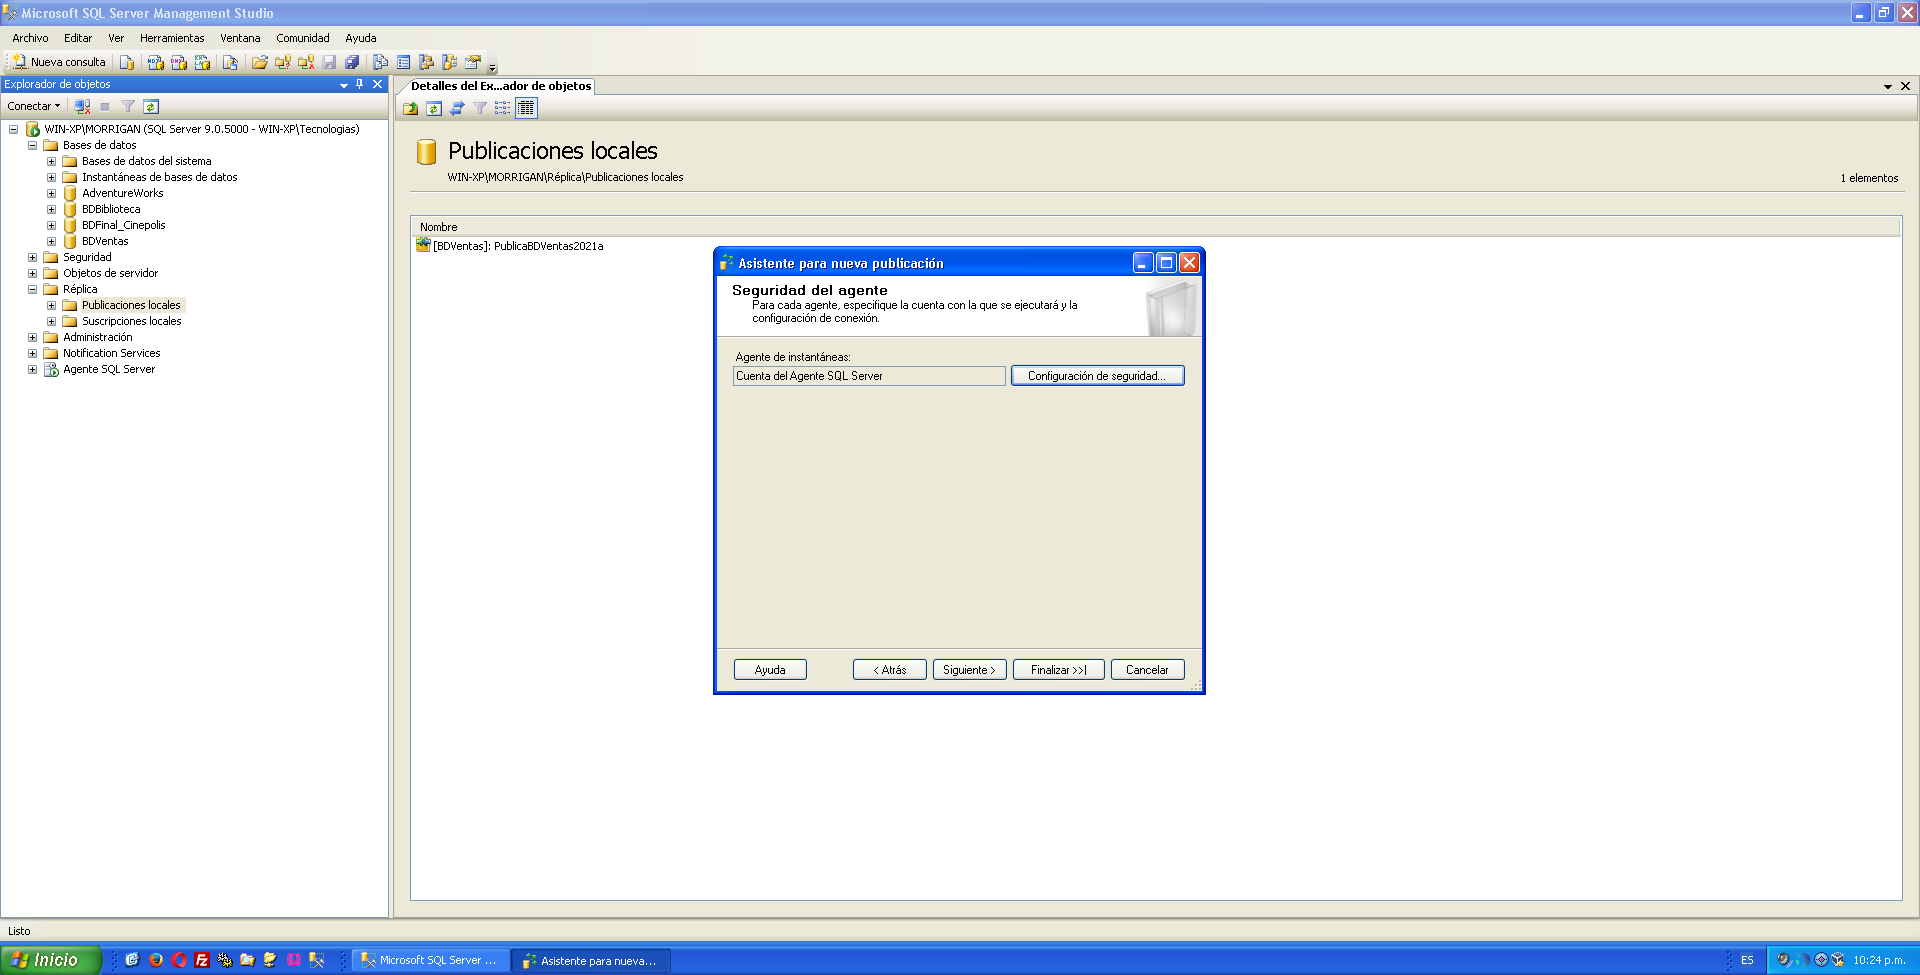 Microsoft SQL Server Management Studio
Archivo Editar Ver Herramientas Ventana Comunidad Ayuda
Nueva consulta
Explorador de objetos
Conectar
WIN-XP\MORRIGAN (SQL Server 9.0.5000 - WIN-XP\Tecnologias)
Bases de datos
Bases de datos del sistema
Instantáneas de bases de datos
AdventureWorks
BDBiblioteca
BDFinal_Cinepolis
BDVentas
Seguridad
Objetos de servidor
Réplica
Publicaciones locales
Suscripciones locales
Administración
Notification Services
Agente SQL Server
Detalles del Ex...ador de objetos
Publicaciones locales
WIN-XP\MORRIGAN\Réplica\Publicaciones locales
1 elementos
Nombre
[BDVentas]: PublicaBDVentas2021a
Asistente para nueva publicación
Seguridad del agente
Para cada agente, especifique la cuenta con la que se ejecutará y la
configuración de conexión.
Agente de instantáneas:
Cuenta del Agente SQL Server
Configuración de seguridad...
Ayuda < Atrás Siguiente > Finalizar >>| Cancelar
Listo
Inicio
Microsoft SQL Server ...
Asistente para nueva...
ES
10:24 p.m.